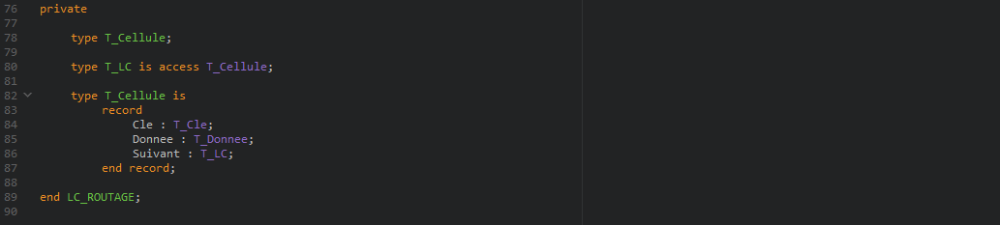 76 private
77
78 type T_Cellule;
79
80 type T_LC is access T_Cellule;
81
82 type T_Cellule is
83 record
84 Cle : T_Cle;
85 Donnee : T_Donnee;
86 Suivant : T_LC;
87 end record;
88
89 end LC_ROUTAGE;
90